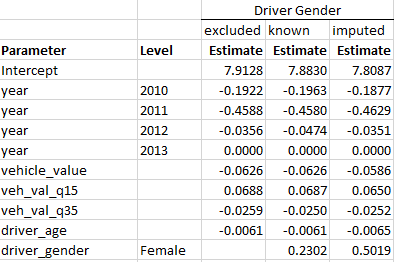 Driver Gender
excluded known imputed
Parameter Level Estimate Estimate Estimate
Intercept 7.9128 7.8830 7.8087
year 2010 -0.1922 -0.1963 -0.1877
year 2011 -0.4588 -0.4580 -0.4629
year 2012 -0.0356 -0.0474 -0.0351
year 2013 0.0000 0.0000 0.0000
vehicle_value -0.0626 -0.0626 -0.0586
veh_val_q15 0.0688 0.0687 0.0650
veh_val_q35 -0.0259 -0.0250 -0.0252
driver_age -0.0061 -0.0061 -0.0065
driver_gender Female 0.2302 0.5019